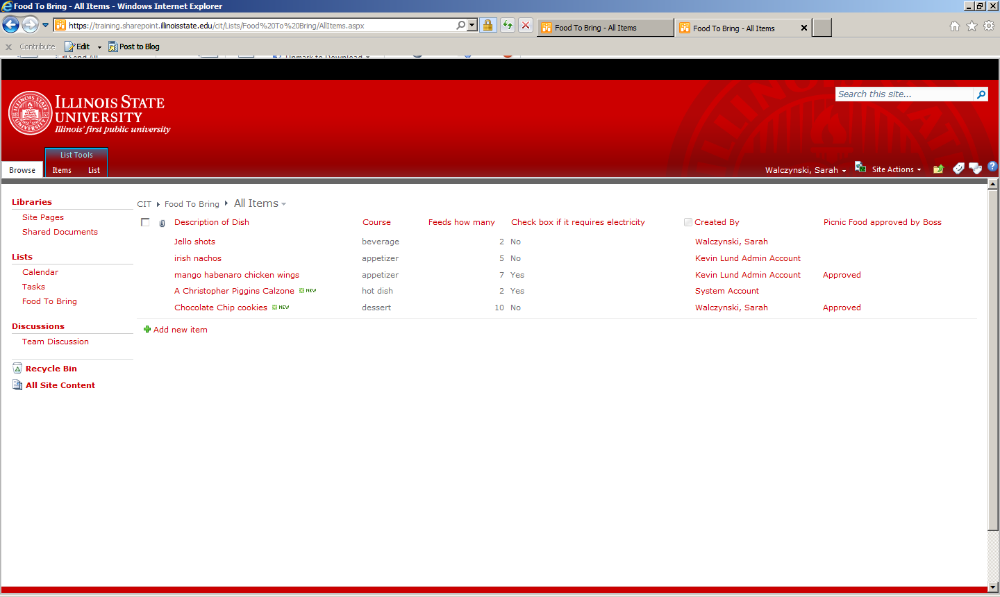 Food To Bring - All Items - Windows Internet Explorer
https://training.sharepoint.illinoisstate.edu/cit/Lists/Food%20To%20Bring/AllItems.aspx
Food To Bring - All Items
Food To Bring - All Items
x Contribute Edit Post to Blog
Unmark to Download
ILLINOIS STATE
UNIVERSITY
Illinois' first public university
Search this site...
List Tools
Browse Items List
Walczynski, Sarah Site Actions
Libraries
Site Pages
Shared Documents
Lists
Calendar
Tasks
Food To Bring
Discussions
Team Discussion
Recycle Bin
All Site Content
CIT Food To Bring All Items
Description of Dish Course Feeds how many Check box if it requires electricity Created By Picnic Food approved by Boss
Jello shots beverage 2 No Walczynski, Sarah
irish nachos appetizer 5 No Kevin Lund Admin Account
mango habenaro chicken wings appetizer 7 Yes Kevin Lund Admin Account Approved
A Christopher Piggins Calzone NEW hot dish 2 Yes System Account
Chocolate Chip cookies NEW dessert 10 No Walczynski, Sarah Approved
Add new item